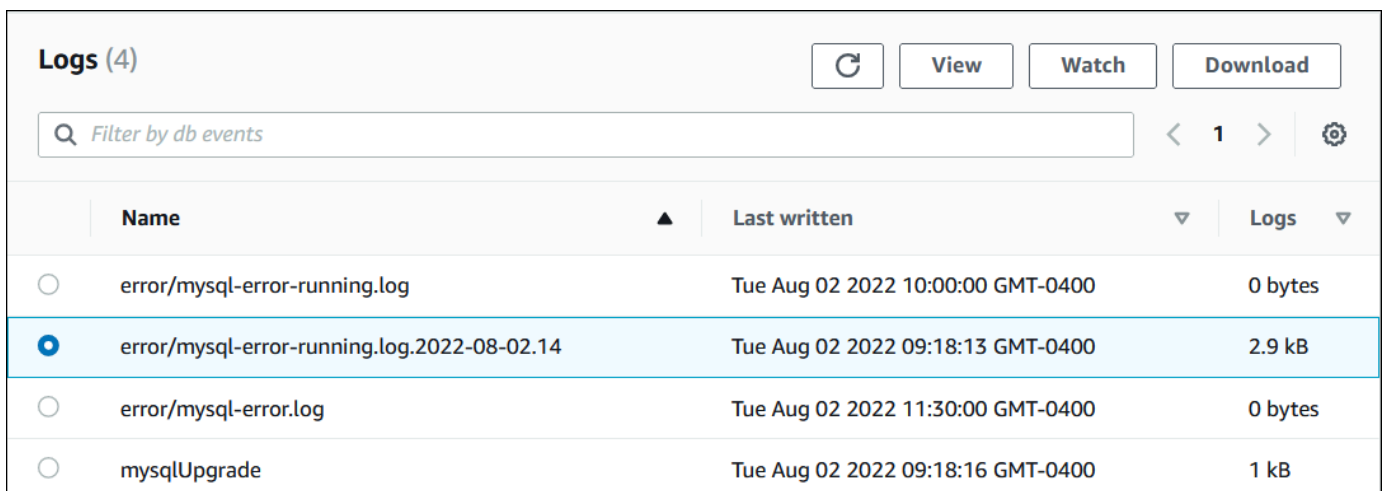 Logs (4) View Watch Download
Filter by db events 1
Name Last written Logs
error/mysql-error-running.log Tue Aug 02 2022 10:00:00 GMT-0400 0 bytes
error/mysql-error-running.log.2022-08-02.14 Tue Aug 02 2022 09:18:13 GMT-0400 2.9 kB
error/mysql-error.log Tue Aug 02 2022 11:30:00 GMT-0400 0 bytes
mysqlUpgrade Tue Aug 02 2022 09:18:16 GMT-0400 1 kB